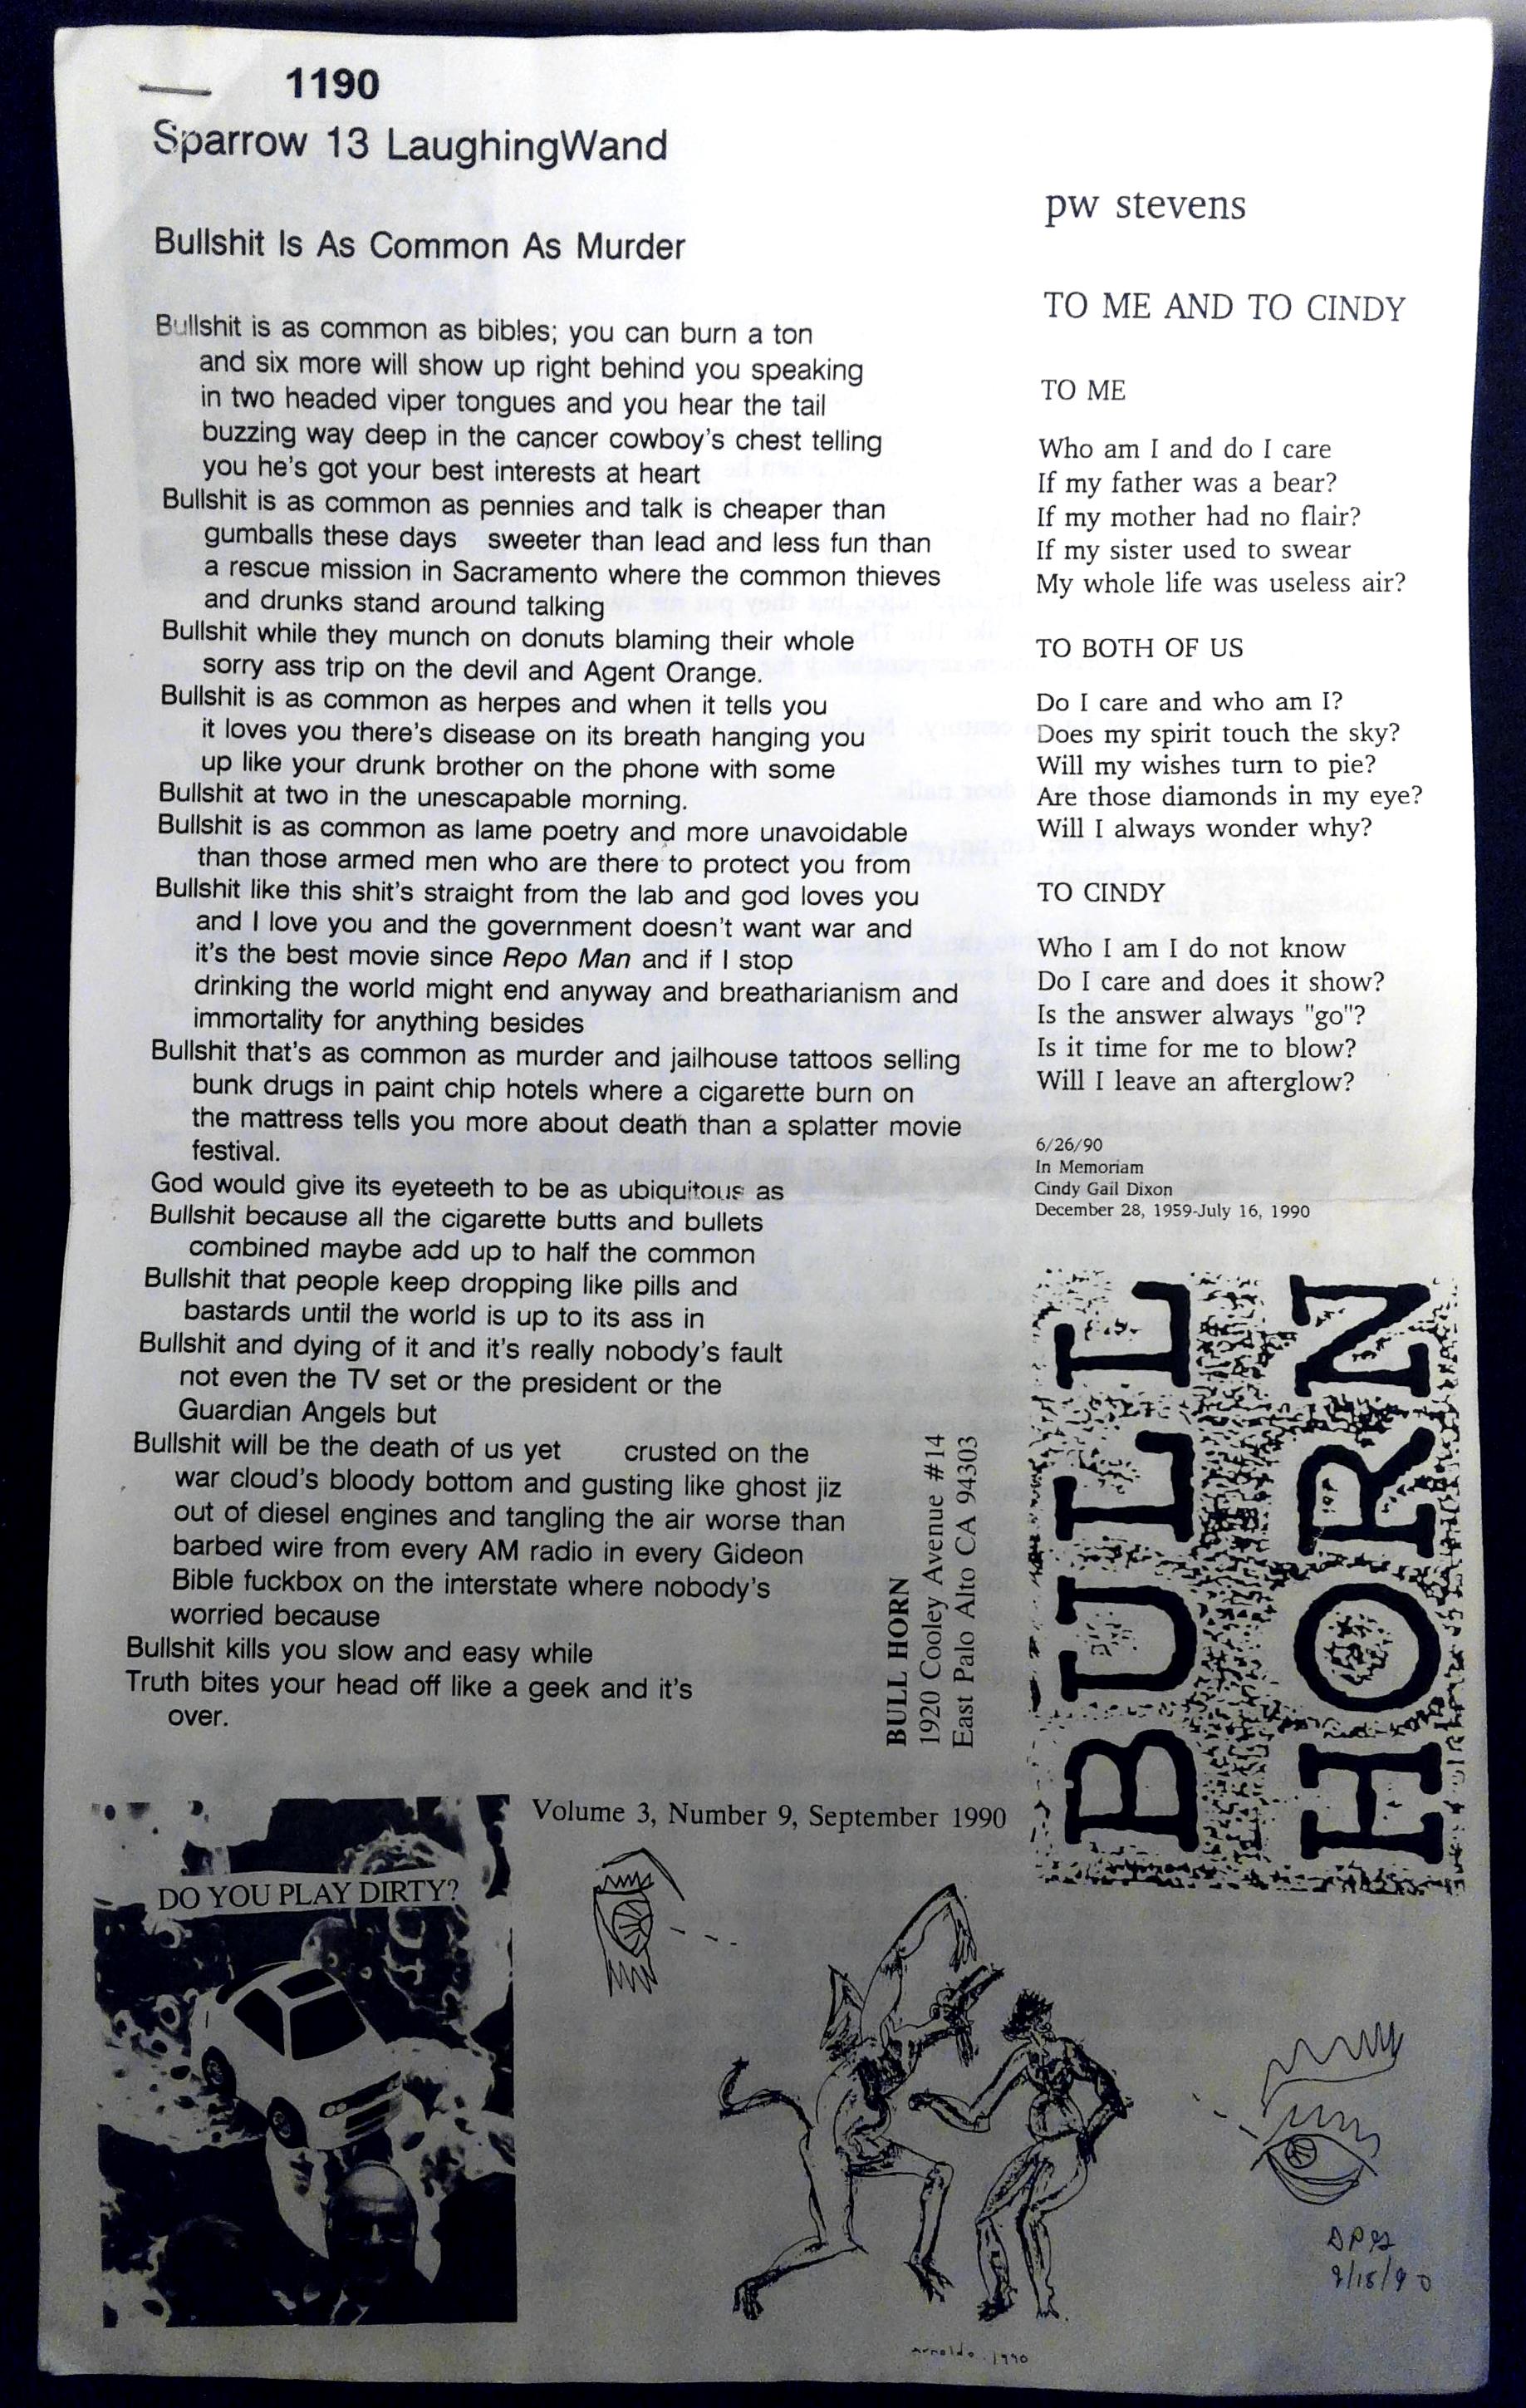 1190
Sparrow 13 LaughingWand
Bullshit Is As Common As Murder
Bullshit is as common as bibles; you can burn a ton
and six more will show up right behind you speaking
in two headed viper tongues and you hear the tail
buzzing way deep in the cancer cowboy's chest telling
you he's got your best interests at heart
Bullshit is as common as pennies and talk is cheaper than
gumballs these days sweeter than lead and less fun than
a rescue mission in Sacramento where the common thieves
and drunks stand around talking
Bullshit while they munch on donuts blaming their whole
sorry ass trip on the devil and Agent Orange.
Bullshit is as common as herpes and when it tells you
it loves you there's disease on its breath hanging you
up like your drunk brother on the phone with some
Bullshit at two in the unescapable morning.
Bullshit is as common as lame poetry and more unavoidable
than those armed men who are there to protect you from
Bullshit like this shit's straight from the lab and god loves you
and I love you and the government doesn't want war and
it's the best movie since Repo Man and if I stop
drinking the world might end anyway and breatharianism and
immortality for anything besides
Bullshit that's as common as murder and jailhouse tattoos selling
bunk drugs in paint chip hotels where a cigarette burn on
the mattress tells you more about death than a splatter movie
festival.
God would give its eyeteeth to be as ubiquitous as
Bullshit because all the cigarette butts and bullets
combined maybe add up to half the common
Bullshit that people keep dropping like pills and
bastards until the world is up to its ass in
Bullshit and dying of it and it's really nobody's fault
not even the TV set or the president or the
Guardian Angels but
Bullshit will be the death of us yet crusted on the
war cloud's bloody bottom and gusting like ghost jiz
out of diesel engines and tangling the air worse than
barbed wire from every AM radio in every Gideon
Bible fuckbox on the interstate where nobody's
worried because
Bullshit kills you slow and easy while
Truth bites your head off like a geek and it's
over.
pw stevens
TO ME AND TO CINDY
TO ME
Who am I and do I care
If my father was a bear?
If my mother had no flair?
If my sister used to swear
My whole life was useless air?
TO BOTH OF US
Do I care and who am I?
Does my spirit touch the sky?
Will my wishes turn to pie?
Are those diamonds in my eye?
Will I always wonder why?
TO CINDY
Who I am I do not know
Do I care and does it show?
Is the answer always "go"?
Is it time for me to blow?
Will I leave an afterglow?
6/26/90
In Memoriam
Cindy Gail Dixon
December 28, 1959-July 16, 1990
BULL HORN
1920 Cooley Avenue #14
East Palo Alto CA 94303
BULL
HORN
Volume 3, Number 9, September 1990
DO YOU PLAY DIRTY?
arnoldo. 1990